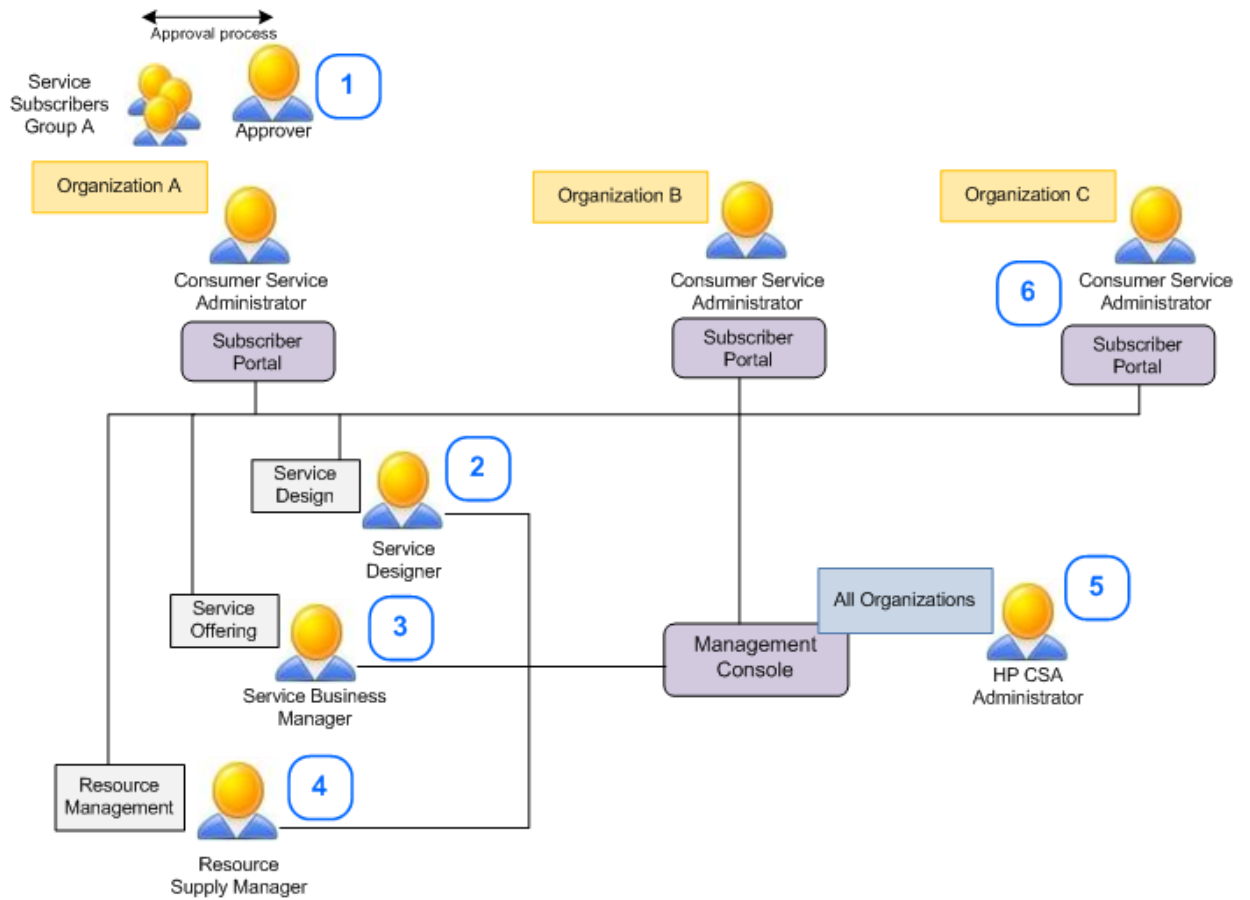 Approval process
Service
Subscribers
Group A
Approver
1
Organization A
Consumer Service
Administrator
Subscriber
Portal
Organization B
Consumer Service
Administrator
Subscriber
Portal
Organization C
6
Consumer Service
Administrator
Subscriber
Portal
Service
Design
2
Service
Designer
Service
Offering
3
Service Business
Manager
Management
Console
All Organizations
5
HP CSA
Administrator
Resource
Management
4
Resource
Supply Manager